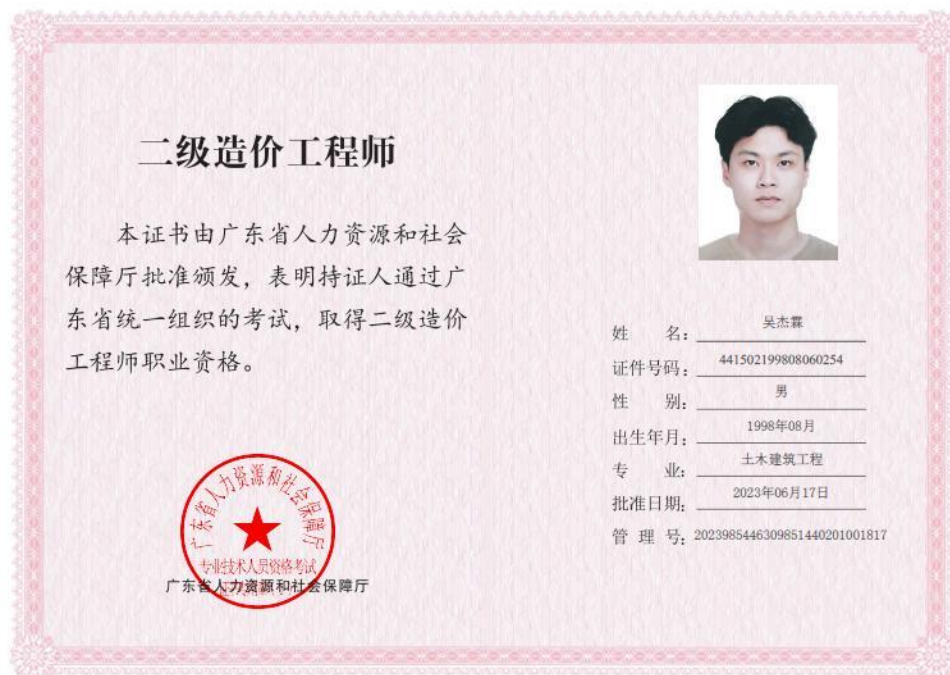 二级造价工程师
本证书由广东省人力资源和社会
保障厅批准颁发，表明持证人通过广
东省统一组织的考试，取得二级造价
工程师职业资格。
广东省人力资源和社会保障厅
专业技术人员资格考试
广东省人力资源和社会保障厅
姓 名： 吴杰霖
证件号码： 441502199808060254
性 别： 男
出生年月： 1998年08月
专 业： 土木建筑工程
批准日期： 2023年06月17日
管 理 号： 2023985446309851440201001817